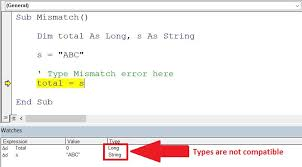 (General)
Sub Mismatch()
Dim total As Long, s As String
s = "ABC"
' Type Mismatch error here
total = s
End Sub
Watches
Expression Value Type
Total 0 Long
s "ABC" String
Types are not compatible